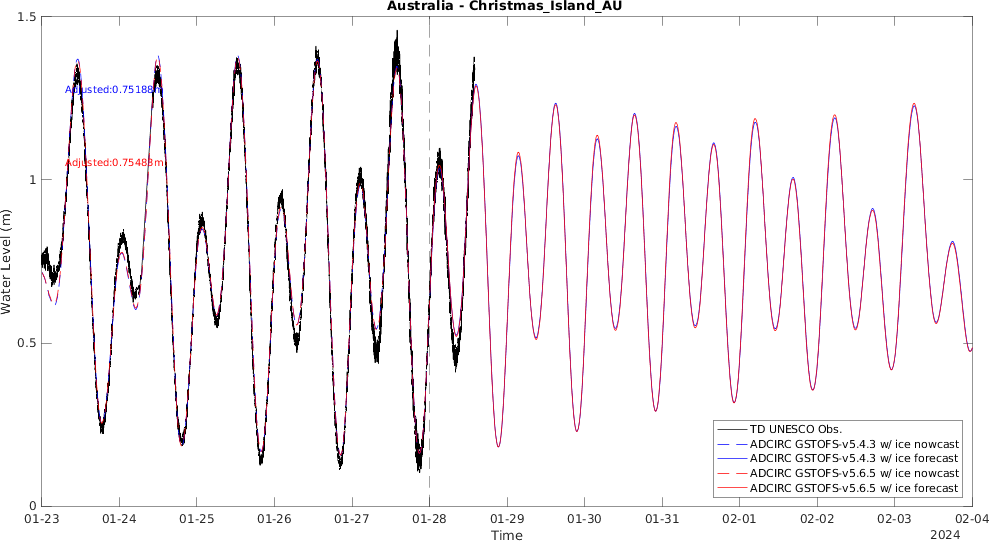 Australia - Christmas_Island_AU
1.5
1
0.5
0
Water Level (m)
Adjusted:0.75188m
Adjusted:0.75483m
TD UNESCO Obs.
ADCIRC GSTOFS-v5.4.3 w/ ice nowcast
ADCIRC GSTOFS-v5.4.3 w/ ice forecast
ADCIRC GSTOFS-v5.6.5 w/ ice nowcast
ADCIRC GSTOFS-v5.6.5 w/ ice forecast
01-23 01-24 01-25 01-26 01-27 01-28 01-29 01-30 01-31 02-01 02-02 02-03 02-04
Time
2024